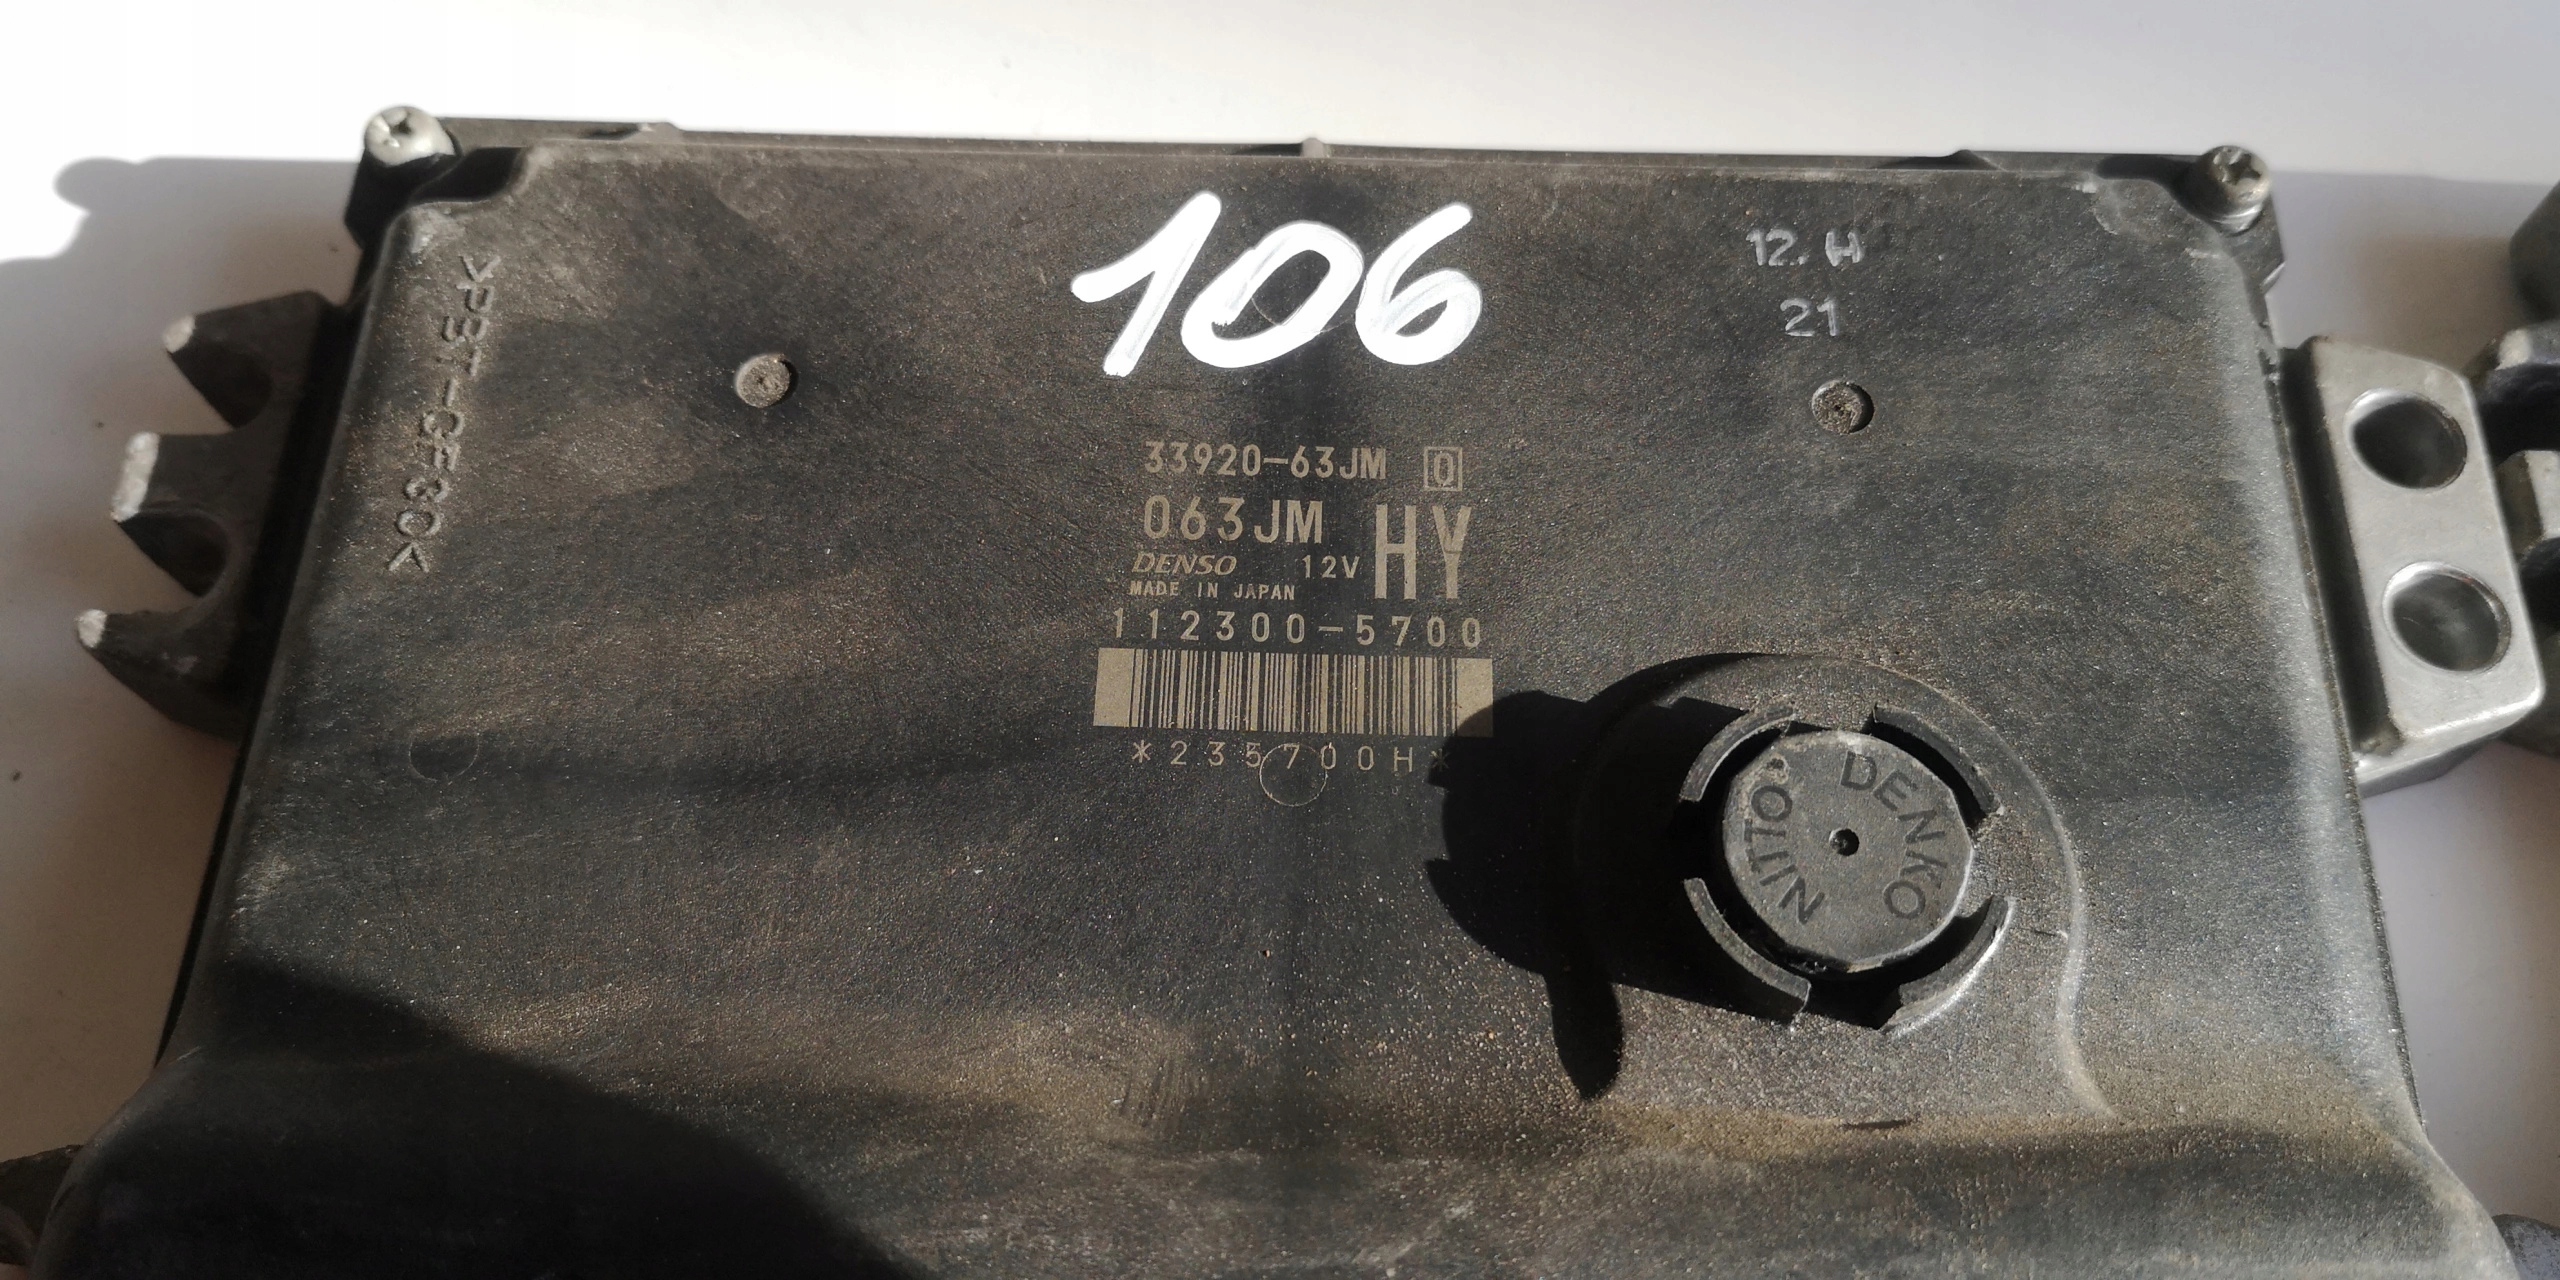 106
12.H
21
>PBT-GF30<
33920-63JM 0
063JM HY
DENSO 12V
MADE IN JAPAN
112300-5700
*235700H*
NITTO DENKO